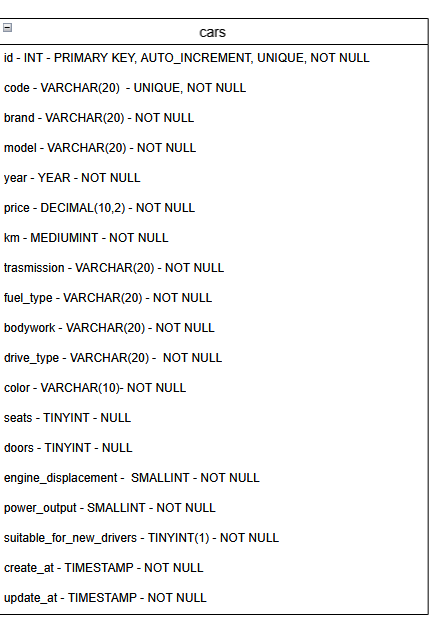 cars
id - INT - PRIMARY KEY, AUTO_INCREMENT, UNIQUE, NOT NULL
code - VARCHAR(20) - UNIQUE, NOT NULL
brand - VARCHAR(20) - NOT NULL
model - VARCHAR(20) - NOT NULL
year - YEAR - NOT NULL
price - DECIMAL(10,2) - NOT NULL
km - MEDIUMINT - NOT NULL
trasmission - VARCHAR(20) - NOT NULL
fuel_type - VARCHAR(20) - NOT NULL
bodywork - VARCHAR(20) - NOT NULL
drive_type - VARCHAR(20) - NOT NULL
color - VARCHAR(10)- NOT NULL
seats - TINYINT - NULL
doors - TINYINT - NULL
engine_displacement - SMALLINT - NOT NULL
power_output - SMALLINT - NOT NULL
suitable_for_new_drivers - TINYINT(1) - NOT NULL
create_at - TIMESTAMP - NOT NULL
update_at - TIMESTAMP - NOT NULL